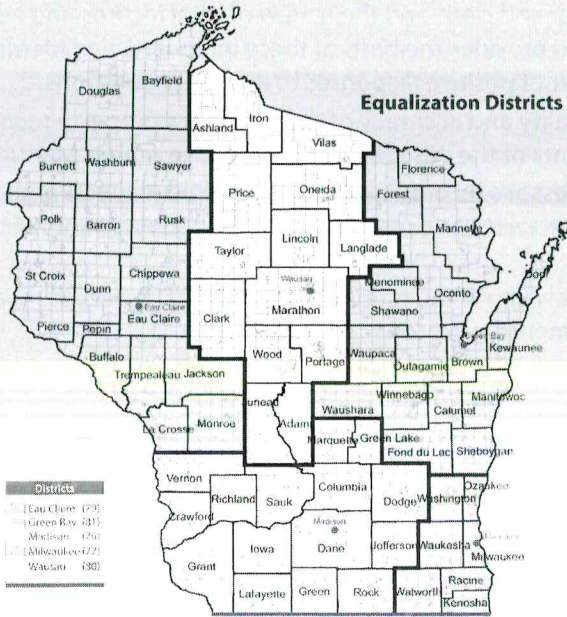 Equalization Districts
Douglas
Bayfield
Ashland
Iron
Vilas
Burnett
Washburn
Sawyer
Price
Oneida
Florence
Forest
Marinette
Polk
Barron
Rusk
Taylor
Lincoln
Langlade
St Croix
Dunn
Chippewa
Eau Claire
Eau Claire
Clark
Wausau
Marathon
Menominee
Shawano
Oconto
Door
Pierce
Pepin
Buffalo
Trempealeau
Jackson
Wood
Portage
Waupaca
Outagamie
Brown
Kewaunee
La Crosse
Monroe
Juneau
Adams
Waushara
Winnebago
Calumet
Manitowoc
Marquette
Green Lake
Fond du Lac
Sheboygan
Vernon
Crawford
Richland
Sauk
Columbia
Dodge
Washington
Ozaukee
Madison
Dane
Jefferson
Waukesha
Milwaukee
Grant
Iowa
Lafayette
Green
Rock
Walworth
Racine
Kenosha
Districts
Eau Claire (79)
Green Bay (81)
Madison (76)
Milwaukee (77)
Wausau (80)